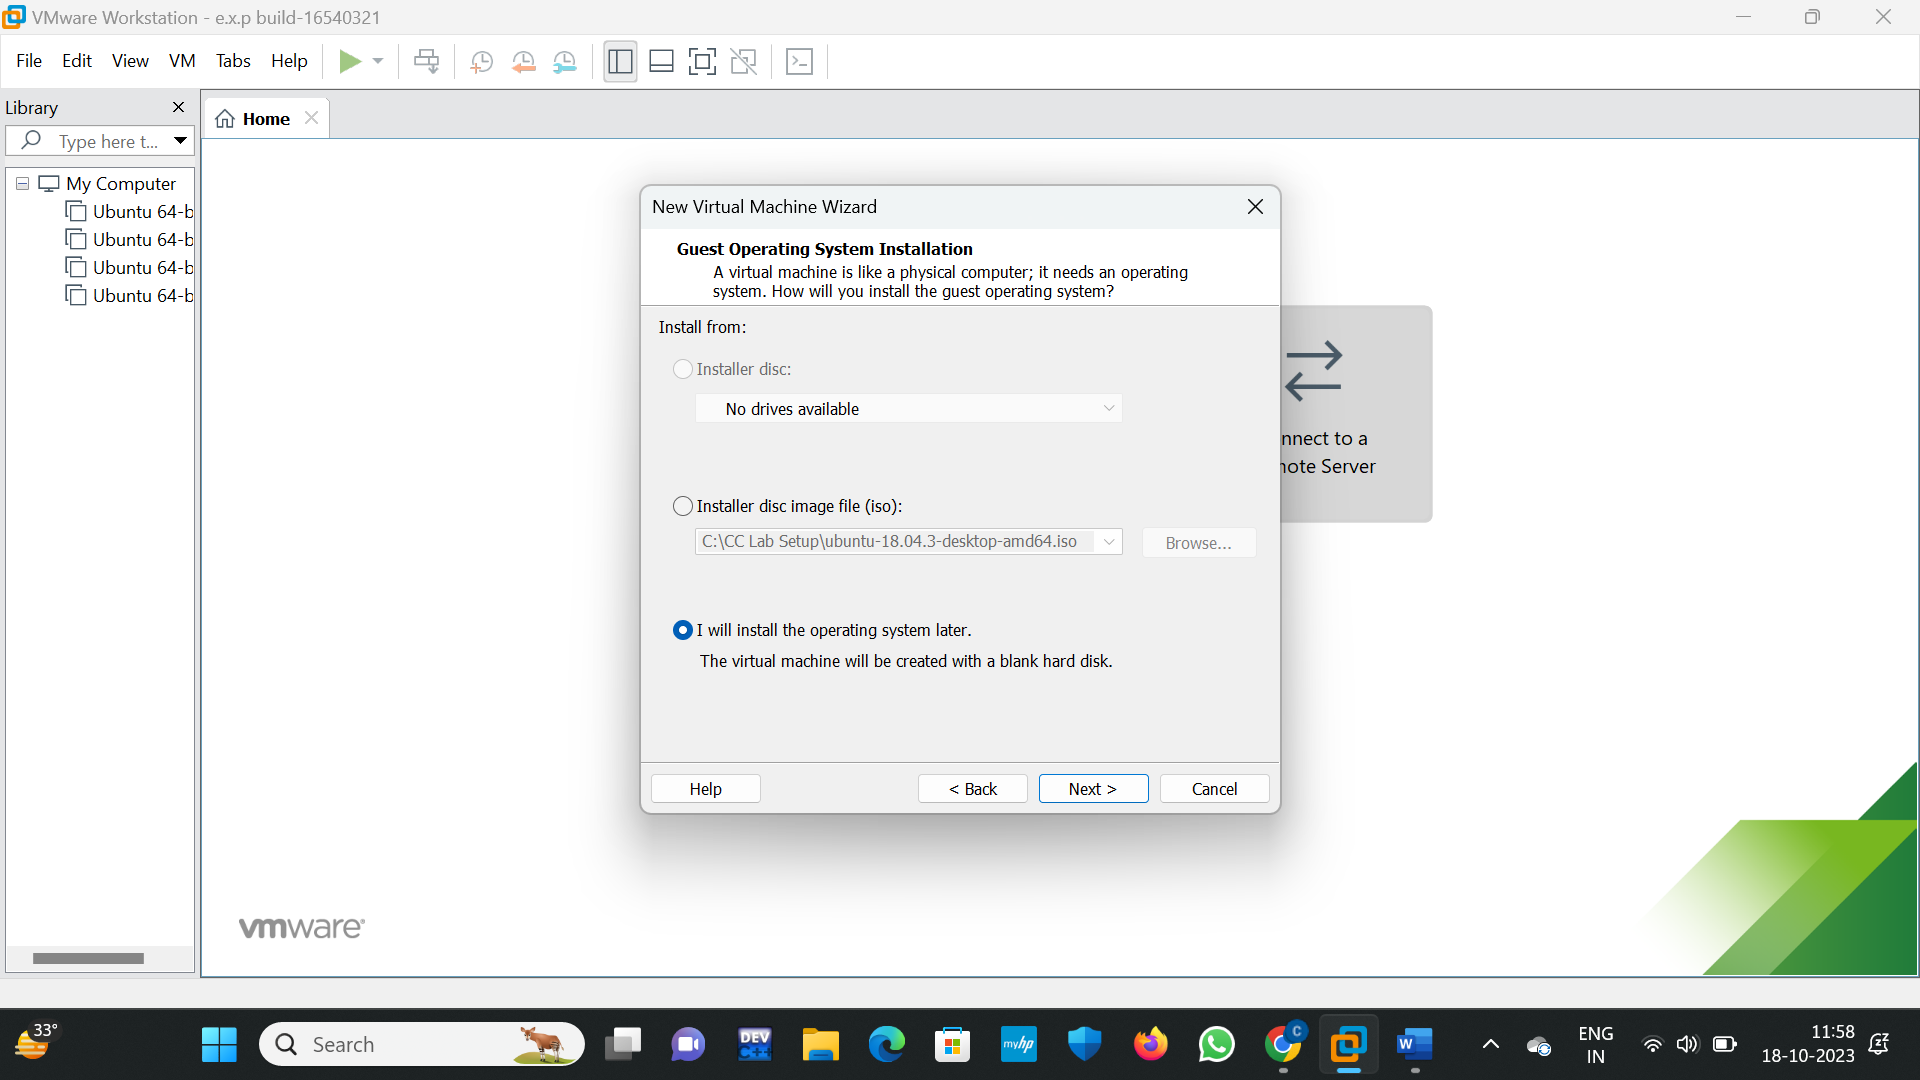 VMware Workstation - e.x.p build-16540321
File Edit View VM Tabs Help
Library
Home
Type here t...
My Computer
Ubuntu 64-b
Ubuntu 64-b
Ubuntu 64-b
Ubuntu 64-b
New Virtual Machine Wizard
Guest Operating System Installation
A virtual machine is like a physical computer; it needs an operating
system. How will you install the guest operating system?
Install from:
Installer disc:
No drives available
Installer disc image file (iso):
C:\CC Lab Setup\ubuntu-18.04.3-desktop-amd64.iso
Browse...
I will install the operating system later.
The virtual machine will be created with a blank hard disk.
Help < Back Next > Cancel
nnect to a
note Server
vmware
33°
Search
DEV
C++
myhp
C
W
ENG
IN
11:58
18-10-2023